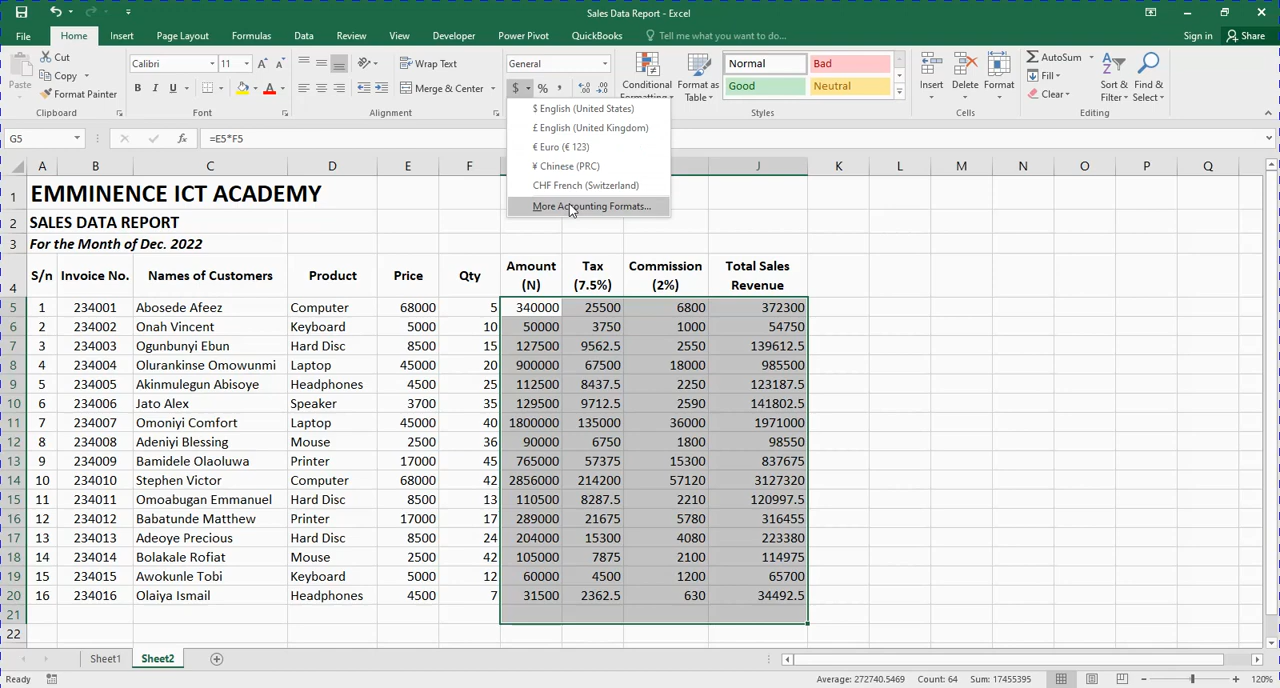 Sales Data Report - Excel
File Home Insert Page Layout Formulas Data Review View Developer Power Pivot QuickBooks Tell me what you want to do... Sign in Share
Paste
Cut
Copy
Format Painter
Clipboard
Calibri 11
B I U
Font
Wrap Text
Merge & Center
Alignment
General
$ % ,
Conditional
Formatting
Format as
Table
Normal Bad
Good Neutral
Styles
Insert Delete Format
Cells
AutoSum
Fill
Clear
Sort &
Filter
Find &
Select
Editing
$ English (United States)
£ English (United Kingdom)
€ Euro (€ 123)
¥ Chinese (PRC)
CHF French (Switzerland)
More Accounting Formats...
G5 fx =E5*F5
A B C D E F J K L M N O P Q
1 EMMINENCE ICT ACADEMY
2 SALES DATA REPORT
3 For the Month of Dec. 2022
4 S/n Invoice No. Names of Customers Product Price Qty Amount (N) Tax (7.5%) Commission (2%) Total Sales Revenue
5 1 234001 Abosede Afeez Computer 68000 5 340000 25500 6800 372300
6 2 234002 Onah Vincent Keyboard 5000 10 50000 3750 1000 54750
7 3 234003 Ogunbunyi Ebun Hard Disc 8500 15 127500 9562.5 2550 139612.5
8 4 234004 Olurankinse Omowunmi Laptop 45000 20 900000 67500 18000 985500
9 5 234005 Akinmulegun Abisoye Headphones 4500 25 112500 8437.5 2250 123187.5
10 6 234006 Jato Alex Speaker 3700 35 129500 9712.5 2590 141802.5
11 7 234007 Omoniyi Comfort Laptop 45000 40 1800000 135000 36000 1971000
12 8 234008 Adeniyi Blessing Mouse 2500 36 90000 6750 1800 98550
13 9 234009 Bamidele Olaoluwa Printer 17000 45 765000 57375 15300 837675
14 10 234010 Stephen Victor Computer 68000 42 2856000 214200 57120 3127320
15 11 234011 Omoabugan Emmanuel Hard Disc 8500 13 110500 8287.5 2210 120997.5
16 12 234012 Babatunde Matthew Printer 17000 17 289000 21675 5780 316455
17 13 234013 Adeoye Precious Hard Disc 8500 24 204000 15300 4080 223380
18 14 234014 Bolakale Rofiat Mouse 2500 42 105000 7875 2100 114975
19 15 234015 Awokunle Tobi Keyboard 5000 12 60000 4500 1200 65700
20 16 234016 Olaiya Ismail Headphones 4500 7 31500 2362.5 630 34492.5
21
22
Sheet1 Sheet2
Ready Average: 272740.5469 Count: 64 Sum: 17455395 120%